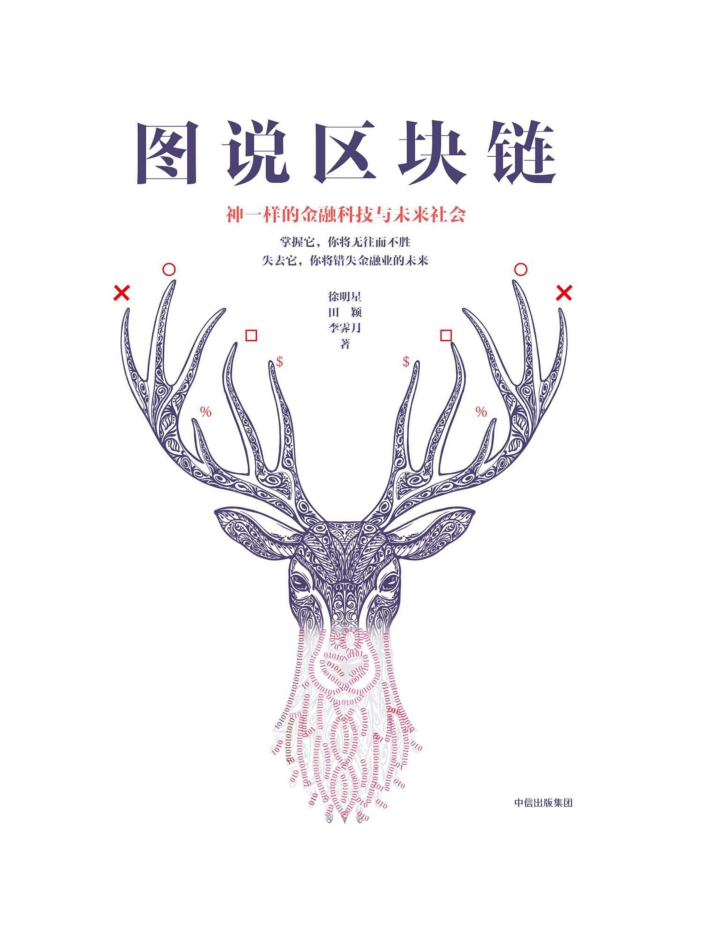 图说区块链
神一样的金融科技与未来社会
掌握它，你将无往而不胜
失去它，你将错失金融业的未来
徐明星
田 颖
李霁月
著
$ $
% %
中信出版集团